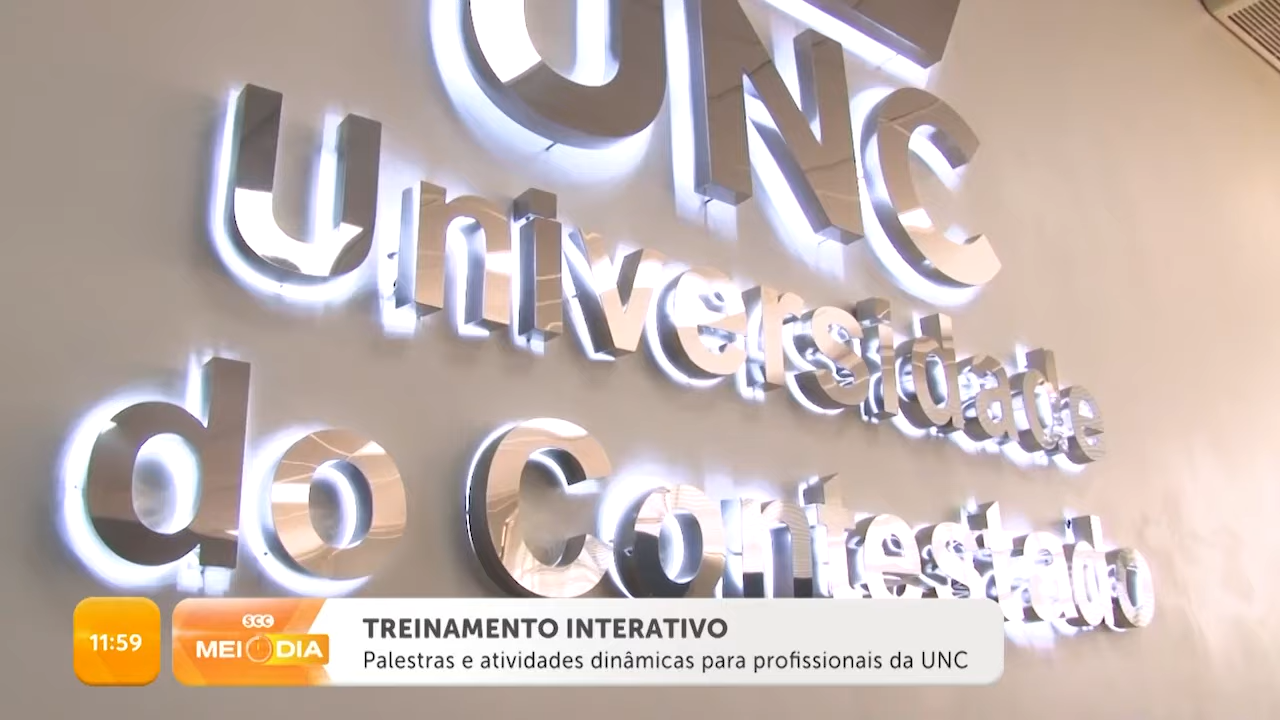 UNC
Universidade
do Contestado
11:59
SCC
MEIO DIA
TREINAMENTO INTERATIVO
Palestras e atividades dinâmicas para profissionais da UNC